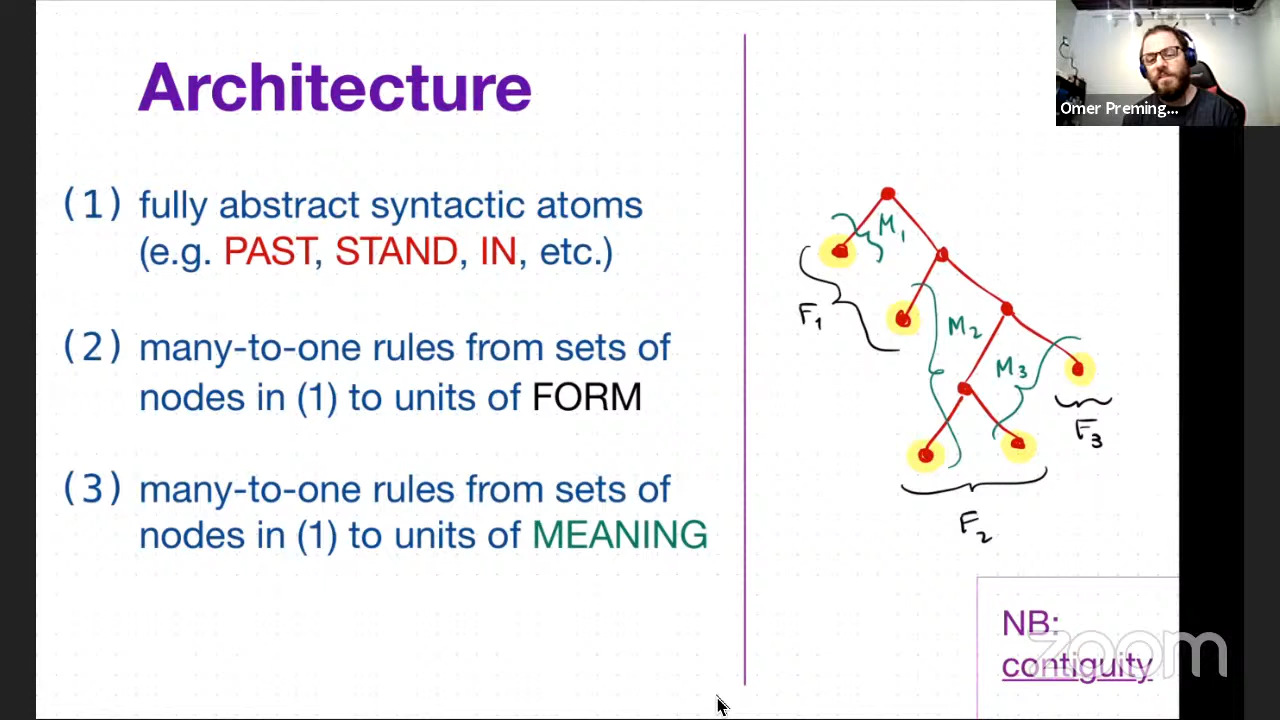 Architecture
Omer Preming...
(1) fully abstract syntactic atoms
(e.g. PAST, STAND, IN, etc.)
M1
F1
M2
(2) many-to-one rules from sets of
nodes in (1) to units of FORM
M3
F3
(3) many-to-one rules from sets of
nodes in (1) to units of MEANING
F2
NB:
contiguity
zoom